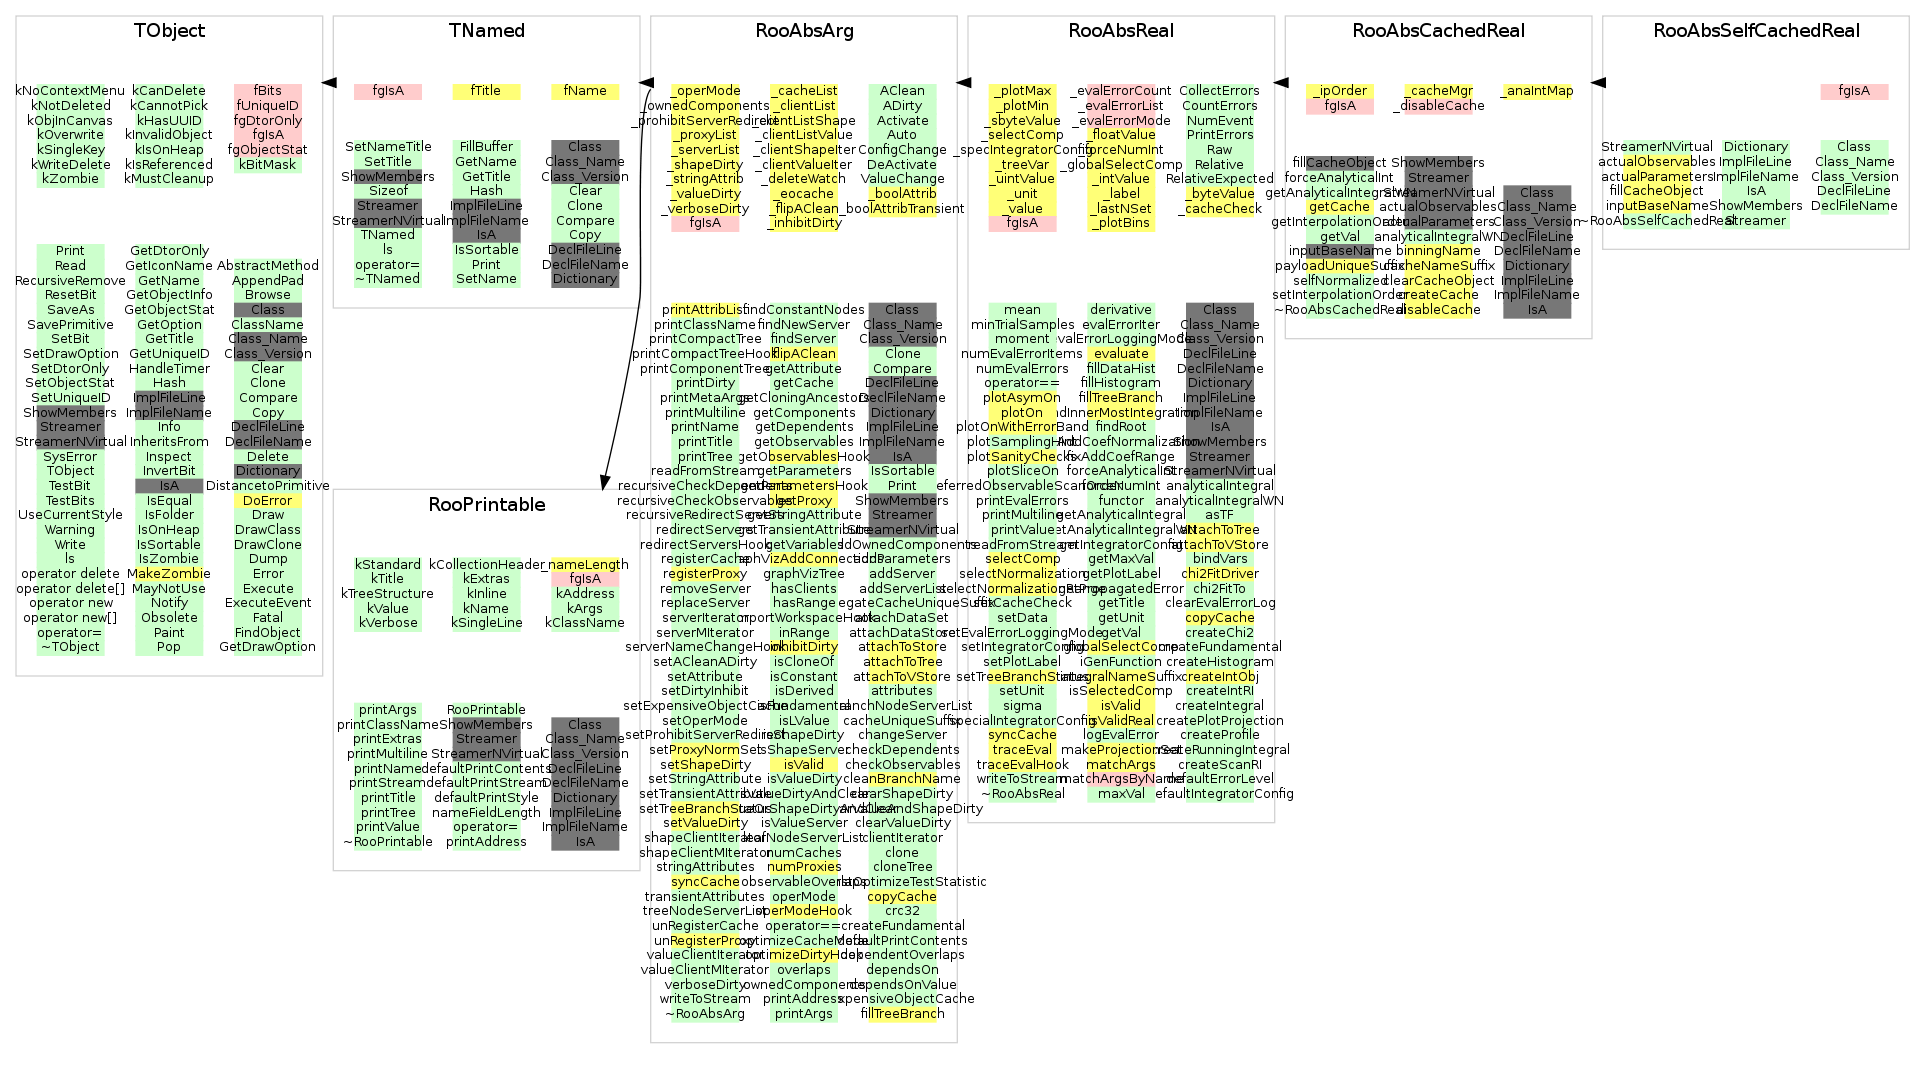 TObject
kNoContextMenu
kNotDeleted
kObjInCanvas
kOverwrite
kSingleKey
kWriteDelete
kZombie
kCanDelete
kCannotPick
kHasUUID
kInvalidObject
kIsOnHeap
kIsReferenced
kMustCleanup
fBits
fUniqueID
fgDtorOnly
fgIsA
fgObjectStat
kBitMask
Print
Read
RecursiveRemove
ResetBit
SaveAs
SavePrimitive
SetBit
SetDrawOption
SetDtorOnly
SetObjectStat
SetUniqueID
ShowMembers
Streamer
StreamerNVirtual
SysError
TObject
TestBit
TestBits
UseCurrentStyle
Warning
Write
ls
operator delete
operator delete[]
operator new
operator new[]
operator=
~TObject
GetDtorOnly
GetIconName
GetName
GetObjectInfo
GetObjectStat
GetOption
GetTitle
GetUniqueID
HandleTimer
Hash
ImplFileLine
ImplFileName
Info
InheritsFrom
Inspect
InvertBit
IsA
IsEqual
IsFolder
IsOnHeap
IsSortable
IsZombie
MakeZombie
MayNotUse
Notify
Obsolete
Paint
Pop
AbstractMethod
AppendPad
Browse
Class
ClassName
Class_Name
Class_Version
Clear
Clone
Compare
Copy
DeclFileLine
DeclFileName
Delete
Dictionary
DistancetoPrimitive
DoError
Draw
DrawClass
DrawClone
Dump
Error
Execute
ExecuteEvent
Fatal
FindObject
GetDrawOption
TNamed
fgIsA
fTitle
fName
SetNameTitle
SetTitle
ShowMembers
Sizeof
Streamer
StreamerNVirtual
TNamed
ls
operator=
~TNamed
FillBuffer
GetName
GetTitle
Hash
ImplFileLine
ImplFileName
IsA
IsSortable
Print
SetName
Class
Class_Name
Class_Version
Clear
Clone
Compare
Copy
DeclFileLine
DeclFileName
Dictionary
RooPrintable
kStandard
kTitle
kTreeStructure
kValue
kVerbose
kCollectionHeader
kExtras
kInline
kName
kSingleLine
_nameLength
fgIsA
kAddress
kArgs
kClassName
printArgs
printClassName
printExtras
printMultiline
printName
printStream
printTitle
printTree
printValue
~RooPrintable
RooPrintable
ShowMembers
Streamer
StreamerNVirtual
defaultPrintContents
defaultPrintStream
defaultPrintStyle
nameFieldLength
operator=
printAddress
Class
Class_Name
Class_Version
DeclFileLine
DeclFileName
Dictionary
ImplFileLine
ImplFileName
IsA
RooAbsArg
_operMode
_ownedComponents
_prohibitServerRedirect
_proxyList
_serverList
_shapeDirty
_stringAttrib
_valueDirty
_verboseDirty
fgIsA
_cacheList
_clientList
_clientListShape
_clientListValue
_clientShapeIter
_clientValueIter
_deleteWatch
_eocache
_flipAClean
_inhibitDirty
AClean
ADirty
Activate
Auto
ConfigChange
DeActivate
ValueChange
_boolAttrib
_boolAttribTransient
printAttribList
printClassName
printCompactTree
printCompactTreeHook
printComponentTree
printDirty
printMetaArgs
printMultiline
printName
printTitle
printTree
readFromStream
recursiveCheckDependents
recursiveCheckObservables
recursiveRedirectServers
redirectServers
redirectServersHook
registerCache
registerProxy
removeServer
replaceServer
serverIterator
serverMIterator
serverNameChangeHook
setACleanADirty
setAttribute
setDirtyInhibit
setExpensiveObjectCache
setOperMode
setProhibitServerRedirect
setProxyNormSet
setShapeDirty
setStringAttribute
setTransientAttribute
setTreeBranchStatus
setValueDirty
shapeClientIterator
shapeClientMIterator
stringAttributes
syncCache
transientAttributes
treeNodeServerList
unRegisterCache
unRegisterProxy
valueClientIterator
valueClientMIterator
verboseDirty
writeToStream
~RooAbsArg
findConstantNodes
findNewServer
findServer
flipAClean
getAttribute
getCache
getCloningAncestors
getComponents
getDependents
getObservables
getObservablesHook
getParameters
getParametersHook
getProxy
getStringAttribute
getTransientAttribute
getVariables
graphVizAddConnections
graphVizTree
hasClients
hasRange
importWorkspaceHook
inRange
inhibitDirty
isCloneOf
isConstant
isDerived
isFundamental
isLValue
isShapeDirty
isShapeServer
isValid
isValueDirty
isValueDirtyAndClear
isValueOrShapeDirtyAndClear
isValueServer
leafNodeServerList
numCaches
numProxies
observableOverlaps
operMode
operModeHook
operator==
optimizeCacheMode
optimizeDirtyHook
overlaps
ownedComponents
printAddress
printArgs
Class
Class_Name
Class_Version
Clone
Compare
DeclFileLine
DeclFileName
Dictionary
ImplFileLine
ImplFileName
IsA
IsSortable
Print
ShowMembers
Streamer
StreamerNVirtual
addOwnedComponents
addParameters
addServer
addServerList
aggregateCacheUniqueSuffix
attachDataSet
attachDataStore
attachToStore
attachToTree
attachToVStore
attributes
branchNodeServerList
cacheUniqueSuffix
changeServer
checkDependents
checkObservables
cleanBranchName
clearShapeDirty
clearValueAndShapeDirty
clearValueDirty
clientIterator
clone
cloneTree
constOptimizeTestStatistic
copyCache
crc32
createFundamental
defaultPrintContents
dependentOverlaps
dependsOn
dependsOnValue
expensiveObjectCache
fillTreeBranch
RooAbsReal
_plotMax
_plotMin
_sbyteValue
_selectComp
_specIntegratorConfig
_treeVar
_uintValue
_unit
_value
fgIsA
_evalErrorCount
_evalErrorList
_evalErrorMode
_floatValue
_forceNumInt
_globalSelectComp
_intValue
_label
_lastNSet
_plotBins
CollectErrors
CountErrors
NumEvent
PrintErrors
Raw
Relative
RelativeExpected
_byteValue
_cacheCheck
mean
minTrialSamples
moment
numEvalErrorItems
numEvalErrors
operator==
plotAsymOn
plotOn
plotOnWithErrorBand
plotSamplingHint
plotSanityChecks
plotSliceOn
preferredObservableScanOrder
printEvalErrors
printMultiline
printValue
readFromStream
selectComp
selectNormalization
selectNormalizationRange
setCacheCheck
setData
setEvalErrorLoggingMode
setIntegratorConfig
setPlotLabel
setTreeBranchStatus
setUnit
sigma
specialIntegratorConfig
syncCache
traceEval
traceEvalHook
writeToStream
~RooAbsReal
derivative
evalErrorIter
evalErrorLoggingMode
evaluate
fillDataHist
fillHistogram
fillTreeBranch
findInnerMostIntegration
findRoot
fixAddCoefNormalization
fixAddCoefRange
forceAnalyticalInt
forceNumInt
functor
getAnalyticalIntegral
getAnalyticalIntegralWN
getIntegratorConfig
getMaxVal
getPlotLabel
getPropagatedError
getTitle
getUnit
getVal
globalSelectComp
iGenFunction
integralNameSuffix
isSelectedComp
isValid
isValidReal
logEvalError
makeProjectionSet
matchArgs
matchArgsByName
maxVal
Class
Class_Name
Class_Version
DeclFileLine
DeclFileName
Dictionary
ImplFileLine
ImplFileName
IsA
ShowMembers
Streamer
StreamerNVirtual
analyticalIntegral
analyticalIntegralWN
asTF
attachToTree
attachToVStore
bindVars
chi2FitDriver
chi2FitTo
clearEvalErrorLog
copyCache
createChi2
createFundamental
createHistogram
createIntObj
createIntRI
createIntegral
createPlotProjection
createProfile
createRunningIntegral
createScanRI
defaultErrorLevel
defaultIntegratorConfig
RooAbsCachedReal
_ipOrder
fgIsA
_cacheMgr
_disableCache
_anaIntMap
fillCacheObject
forceAnalyticalInt
getAnalyticalIntegralWN
getCache
getInterpolationOrder
getVal
inputBaseName
payloadUniqueSuffix
selfNormalized
setInterpolationOrder
~RooAbsCachedReal
ShowMembers
Streamer
StreamerNVirtual
actualObservables
actualParameters
analyticalIntegralWN
binningName
cacheNameSuffix
clearCacheObject
createCache
disableCache
Class
Class_Name
Class_Version
DeclFileLine
DeclFileName
Dictionary
ImplFileLine
ImplFileName
IsA
RooAbsSelfCachedReal
fgIsA
StreamerNVirtual
actualObservables
actualParameters
fillCacheObject
inputBaseName
~RooAbsSelfCachedReal
Dictionary
ImplFileLine
ImplFileName
IsA
ShowMembers
Streamer
Class
Class_Name
Class_Version
DeclFileLine
DeclFileName